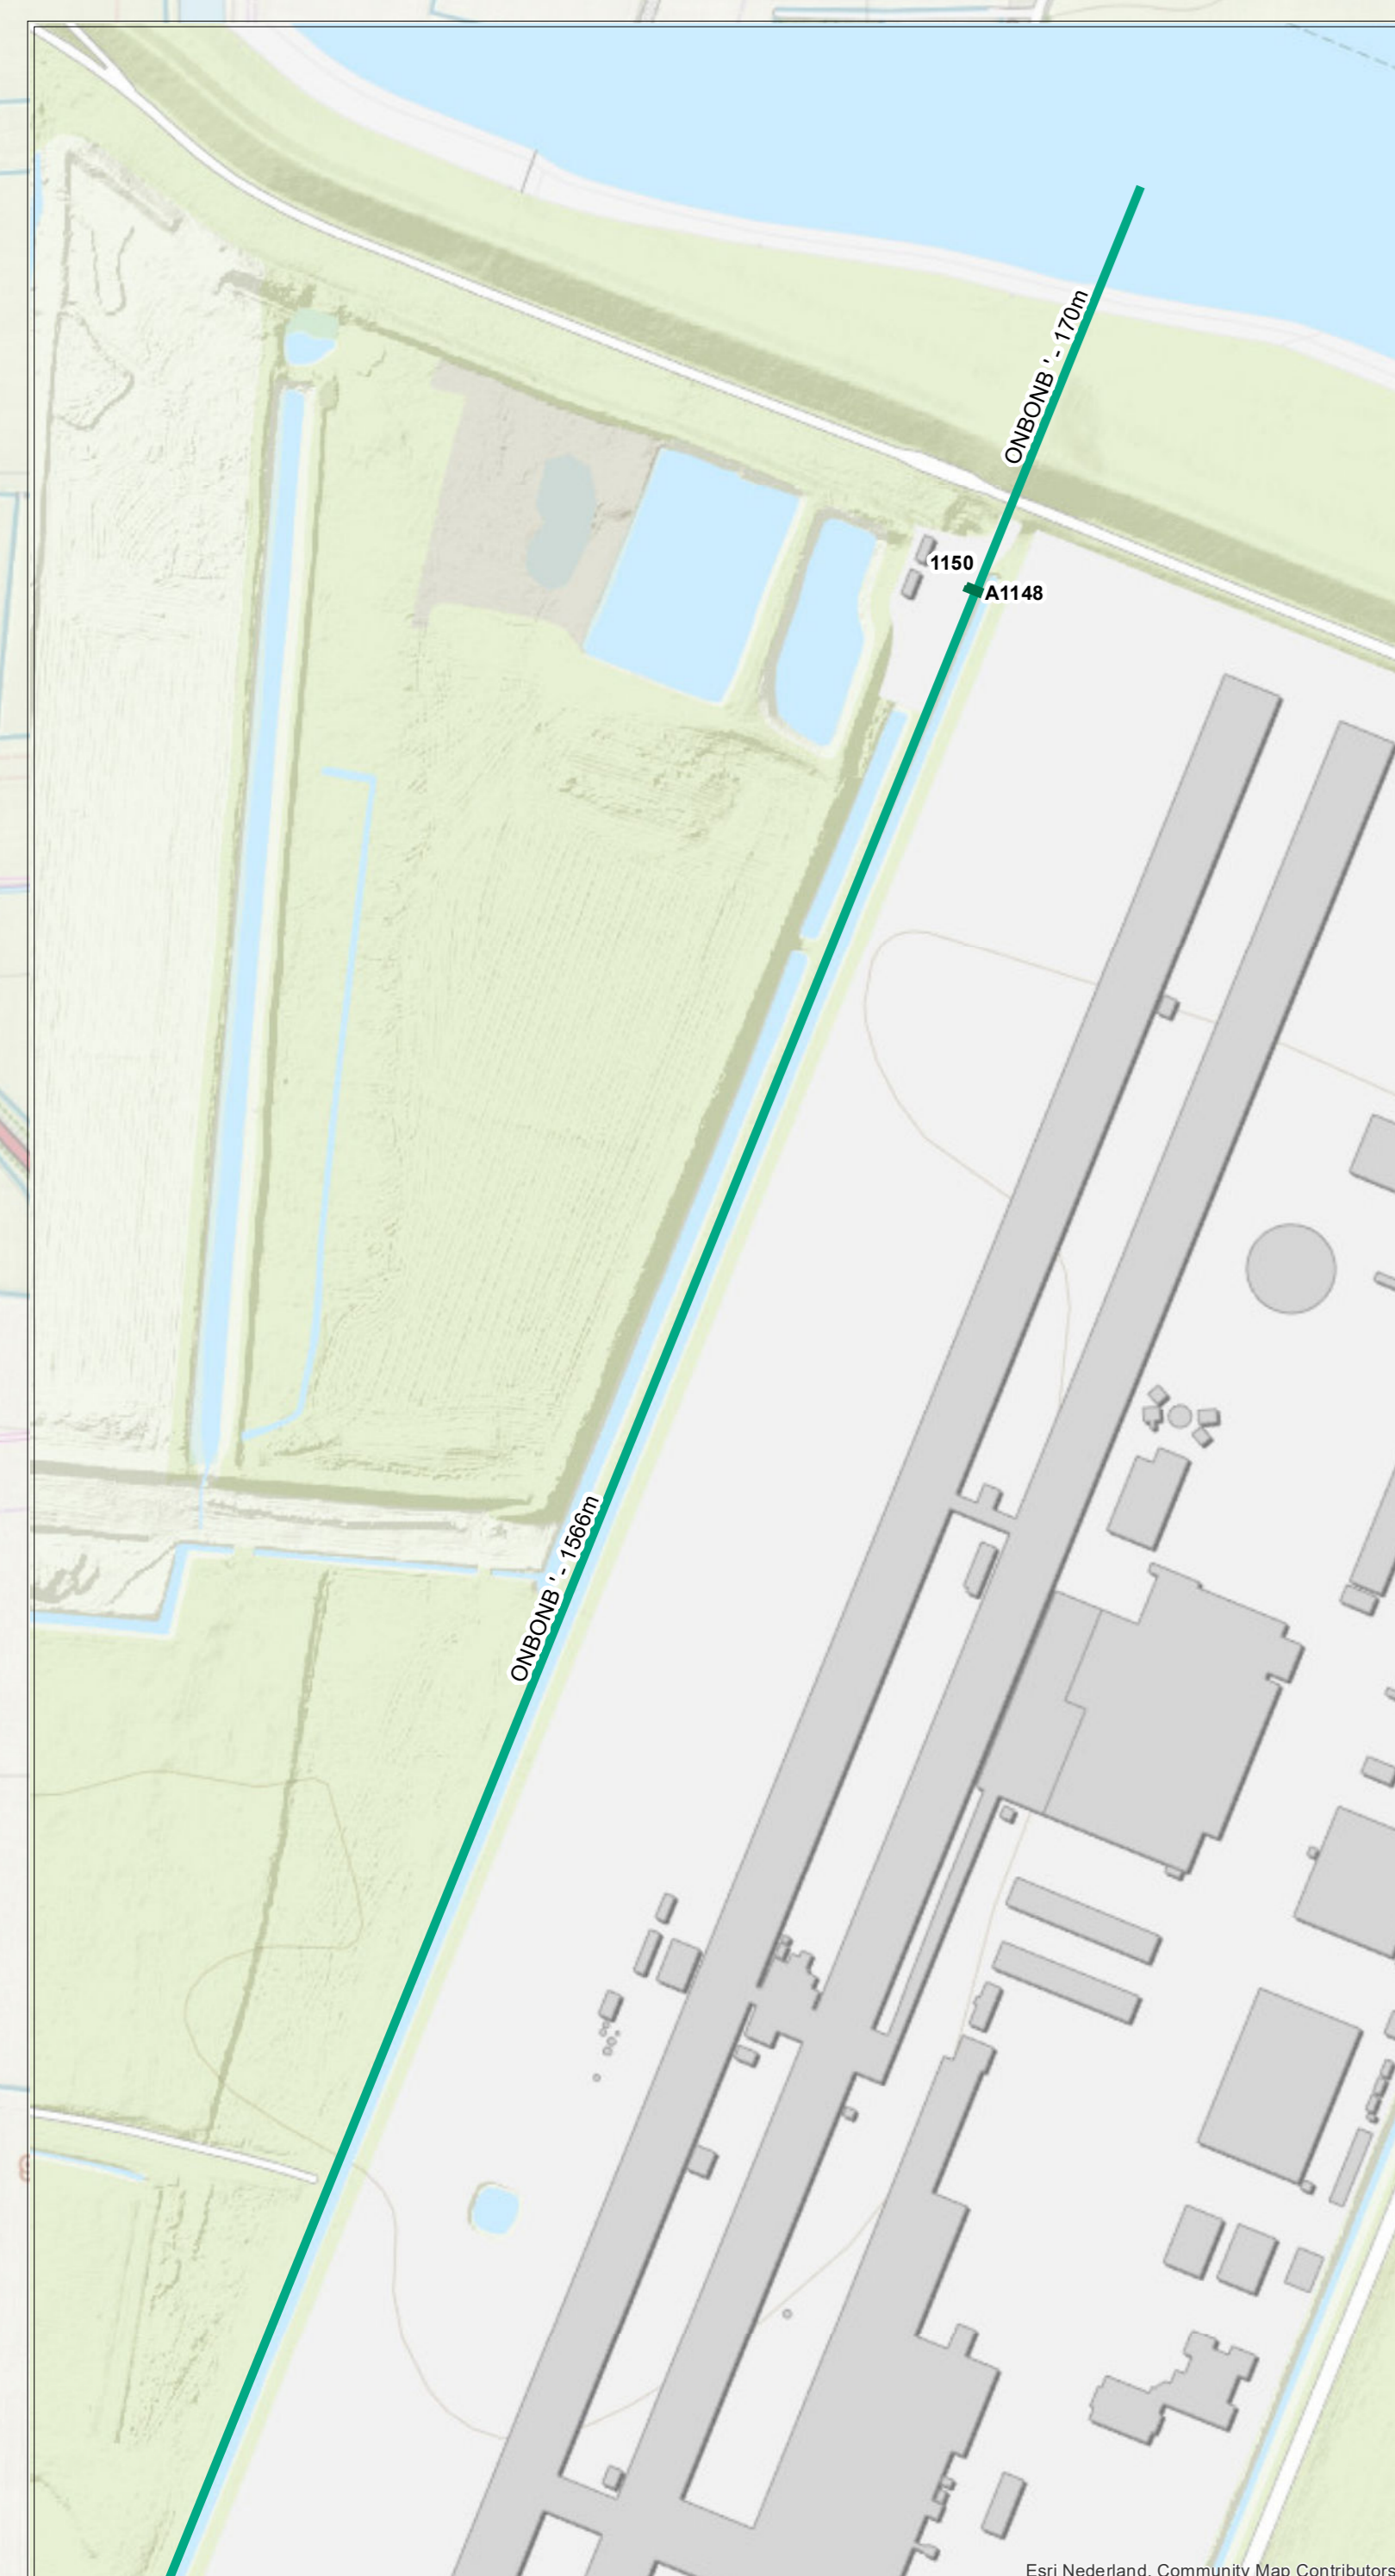 ONBONB ' - 170m
1150
A1148
ONBONB ' - 1566m
Esri Nederland, Community Map Contributors